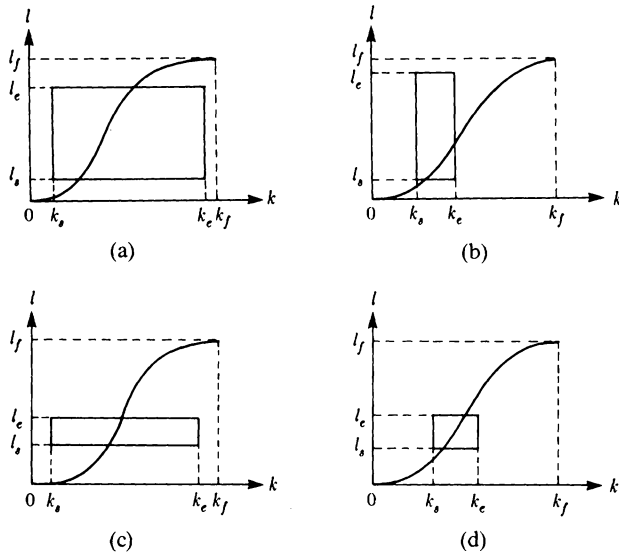 l
l_f
l_e
l_s
0 k_s k_e k_f k
(a)
l
l_f
l_e
l_s
0 k_s k_e k_f k
(b)
l
l_f
l_e
l_s
0 k_s k_e k_f k
(c)
l
l_f
l_e
l_s
0 k_s k_e k_f k
(d)